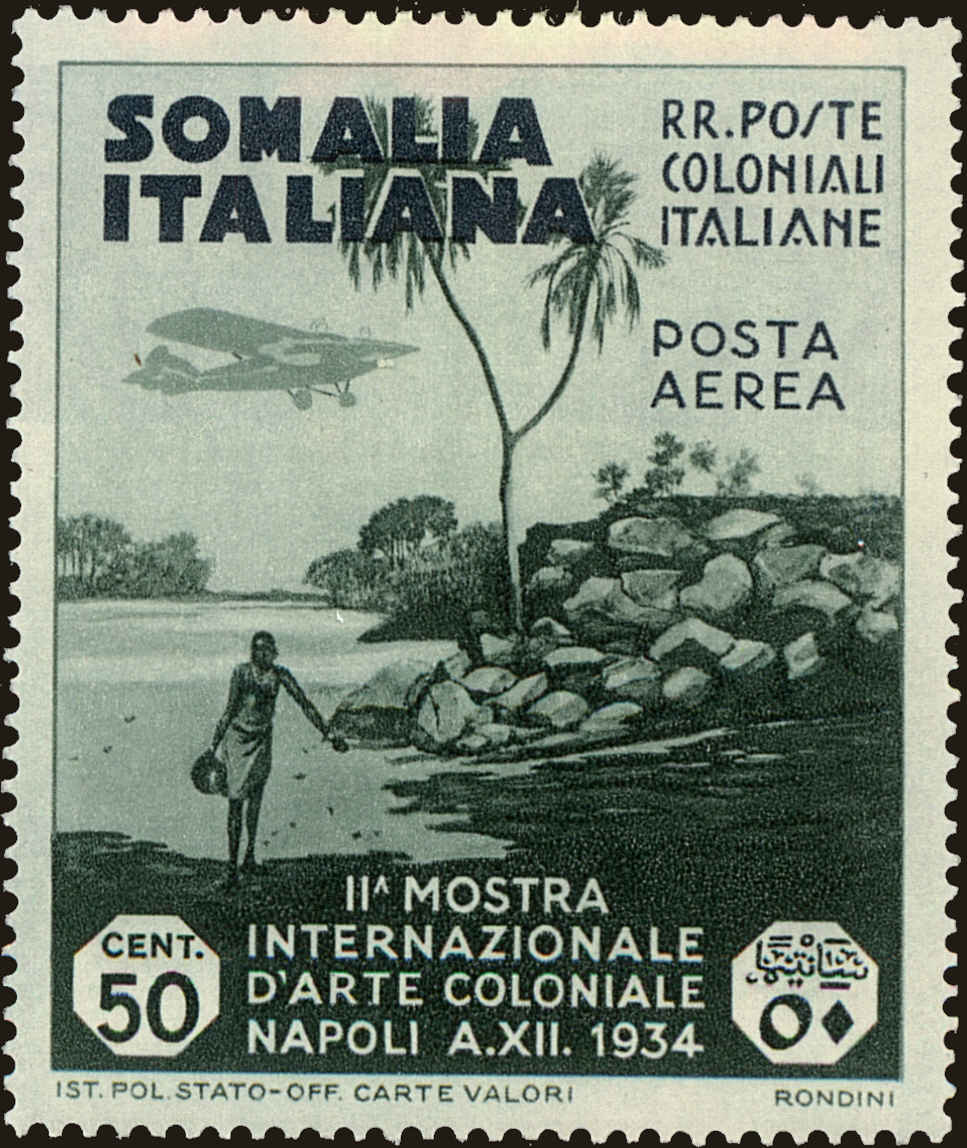 SOMALIA
ITALIANA
RR.POSTE
COLONIALI
ITALIANE
POSTA
AEREA
IIᴬ MOSTRA
INTERNAZIONALE
D'ARTE COLONIALE
NAPOLI A.XII. 1934
CENT.
50
٥٠
IST. POL. STATO-OFF. CARTE VALORI
RONDINI